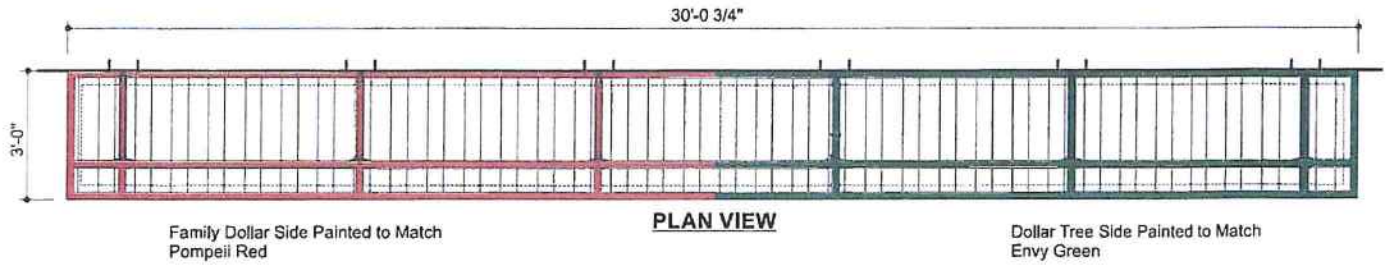 30'-0 3/4"
3'-0"
PLAN VIEW
Family Dollar Side Painted to Match
Pompeii Red
Dollar Tree Side Painted to Match
Envy Green